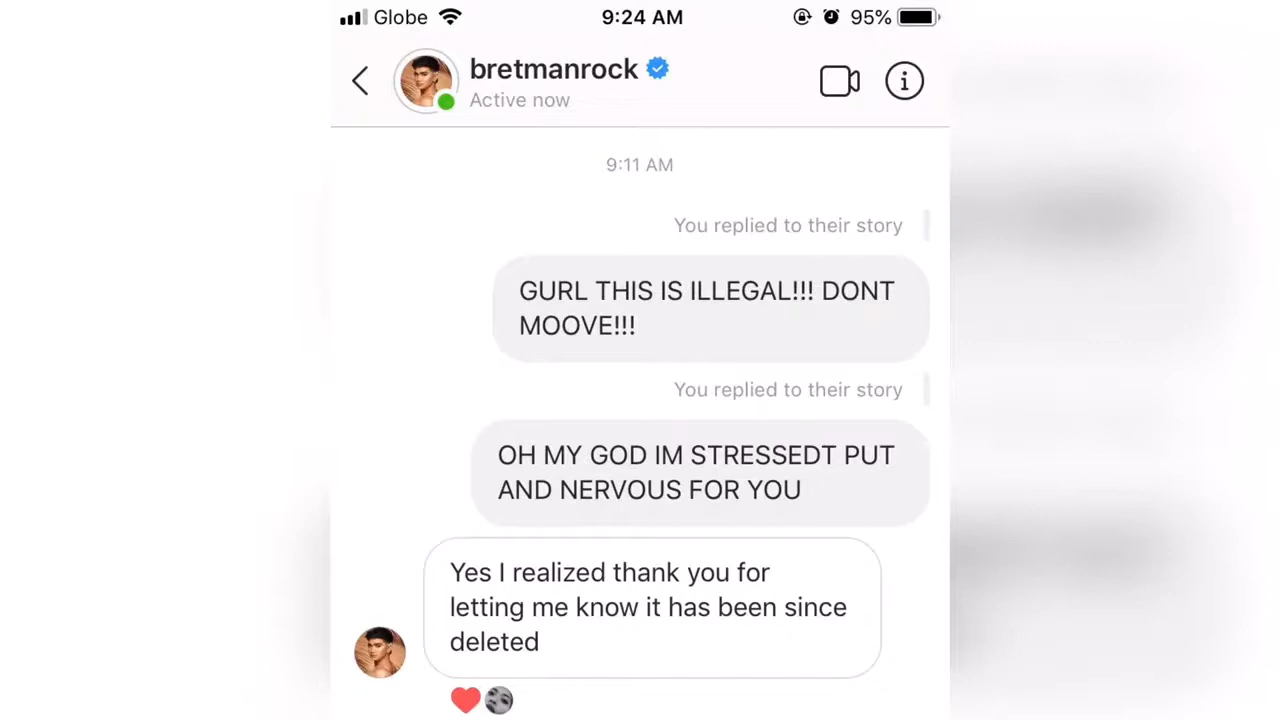 Globe 9:24 AM 95%
bretmanrock
Active now
9:11 AM
You replied to their story
GURL THIS IS ILLEGAL!!! DONT
MOOVE!!!
You replied to their story
OH MY GOD IM STRESSEDT PUT
AND NERVOUS FOR YOU
Yes I realized thank you for
letting me know it has been since
deleted